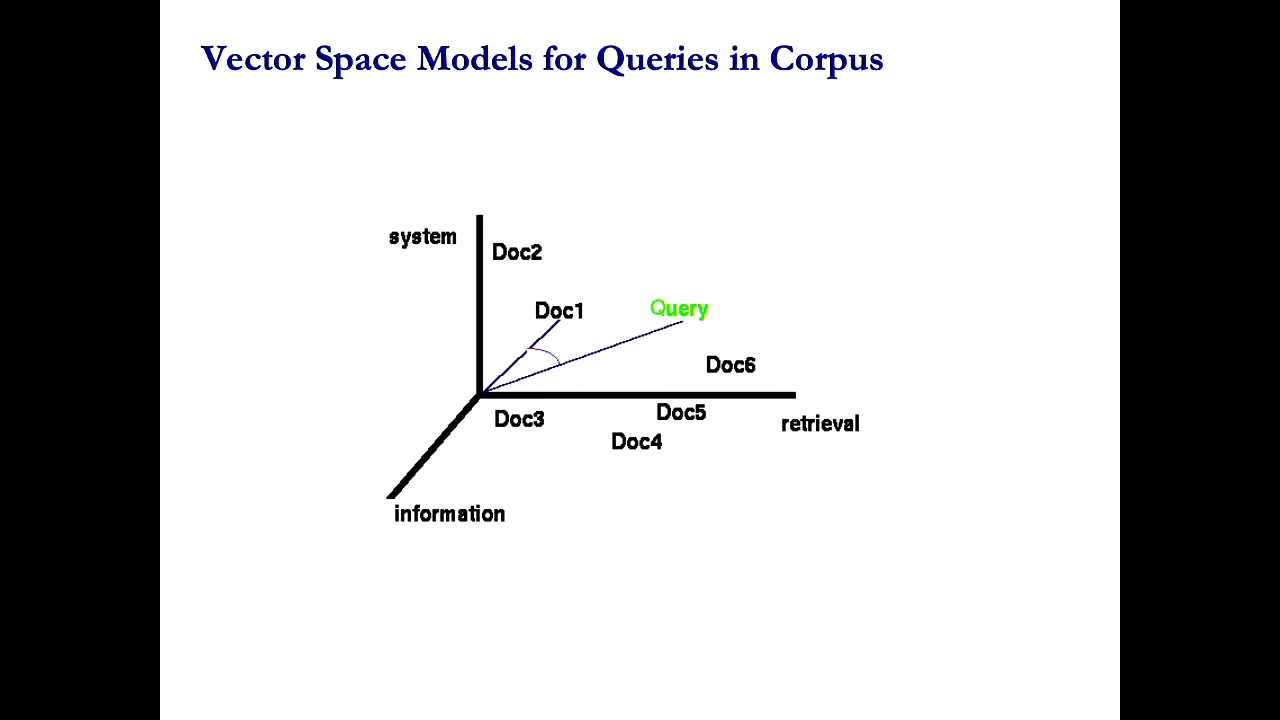 Vector Space Models for Queries in Corpus
system
Doc2
Doc1
Query
Doc6
Doc3
Doc5
retrieval
Doc4
information